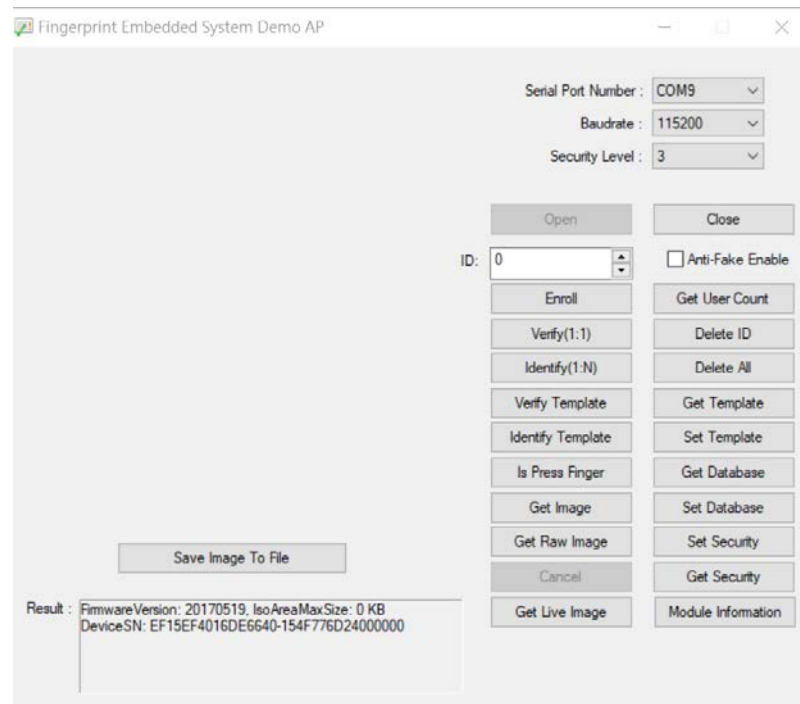 Fingerprint Embedded System Demo AP
Serial Port Number : COM9
Baudrate : 115200
Security Level : 3
Open Close
ID: 0 Anti-Fake Enable
Enroll Get User Count
Verify(1:1) Delete ID
Identify(1:N) Delete All
Verify Template Get Template
Identify Template Set Template
Is Press Finger Get Database
Get Image Set Database
Get Raw Image Set Security
Save Image To File
Cancel Get Security
Get Live Image Module Information
Result : FirmwareVersion: 20170519, IsoAreaMaxSize: 0 KB
DeviceSN: EF15EF4016DE6640-154F776D24000000